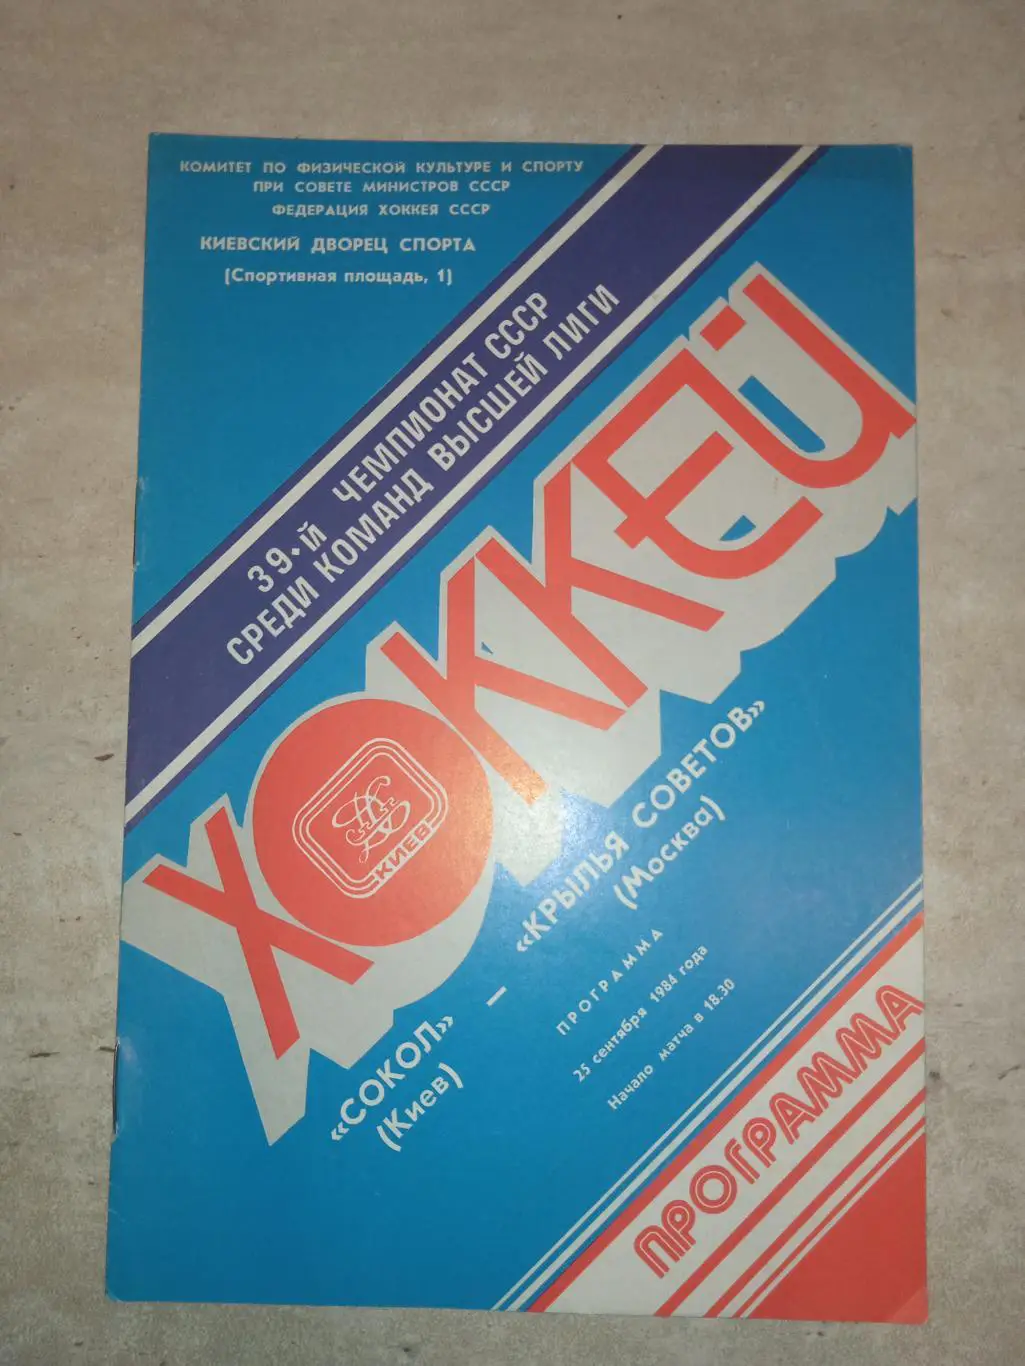 КОМИТЕТ ПО ФИЗИЧЕСКОЙ КУЛЬТУРЕ И СПОРТУ
ПРИ СОВЕТЕ МИНИСТРОВ СССР
ФЕДЕРАЦИЯ ХОККЕЯ СССР
КИЕВСКИЙ ДВОРЕЦ СПОРТА
(Спортивная площадь, 1)
39-й ЧЕМПИОНАТ СССР
СРЕДИ КОМАНД ВЫСШЕЙ ЛИГИ
ХОККЕЙ
КИЕВ
«СОКОЛ» – «КРЫЛЬЯ СОВЕТОВ»
(Киев) (Москва)
ПРОГРАММА
25 сентября 1984 года
Начало матча в 18.30
ПРОГРАММА